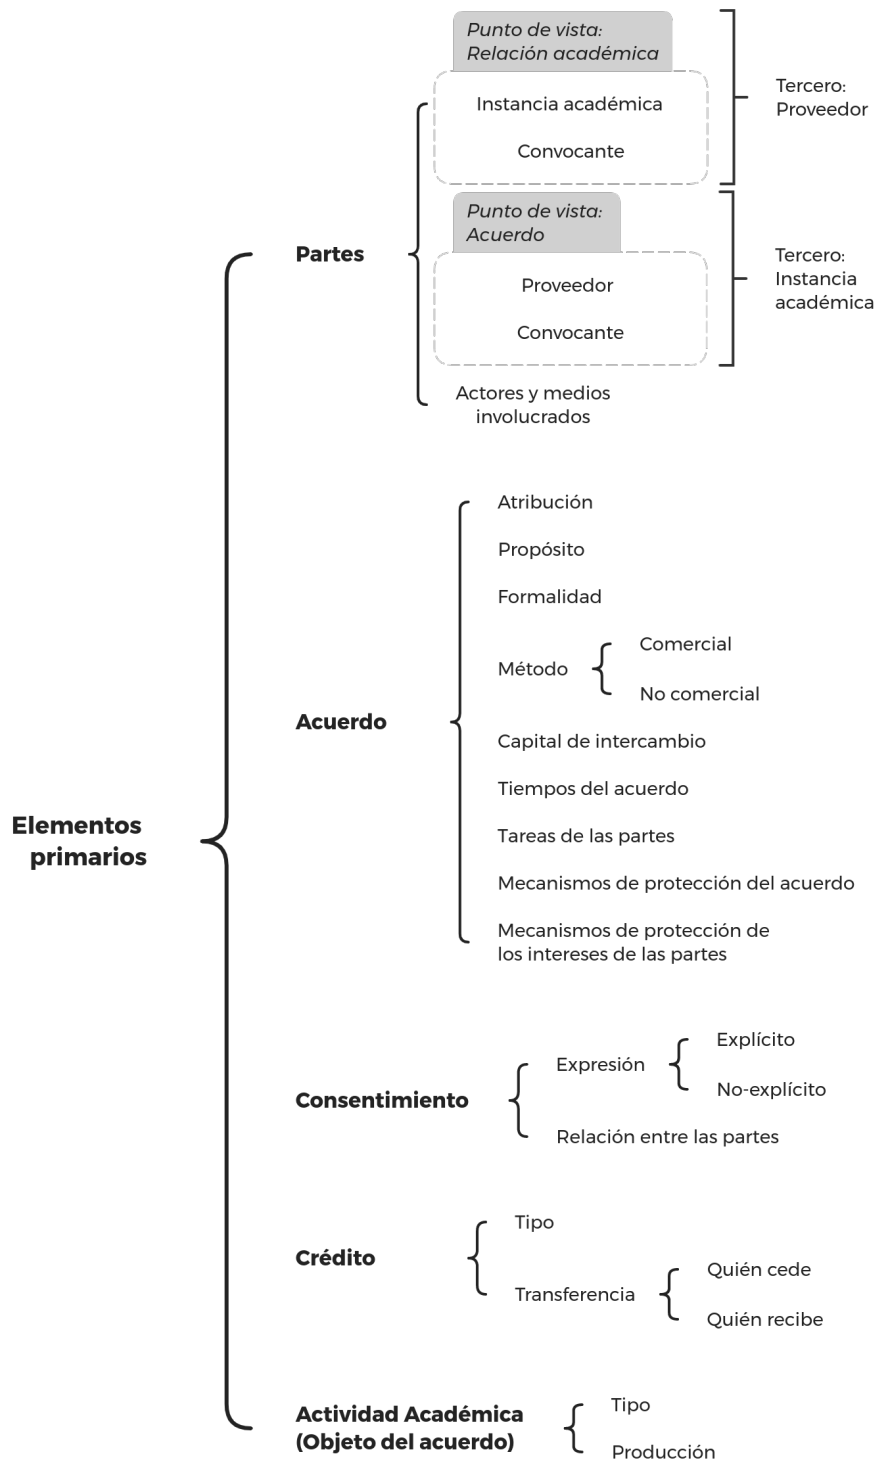 Punto de vista:
Relación académica
Instancia académica
Convocante
Tercero:
Proveedor
Punto de vista:
Acuerdo
Proveedor
Convocante
Tercero:
Instancia
académica
Partes
Actores y medios
involucrados
Atribución
Propósito
Formalidad
Método
Comercial
No comercial
Acuerdo
Capital de intercambio
Tiempos del acuerdo
Tareas de las partes
Mecanismos de protección del acuerdo
Mecanismos de protección de
los intereses de las partes
Elementos
primarios
Consentimiento
Expresión
Explícito
No-explícito
Relación entre las partes
Crédito
Tipo
Transferencia
Quién cede
Quién recibe
Actividad Académica
(Objeto del acuerdo)
Tipo
Producción